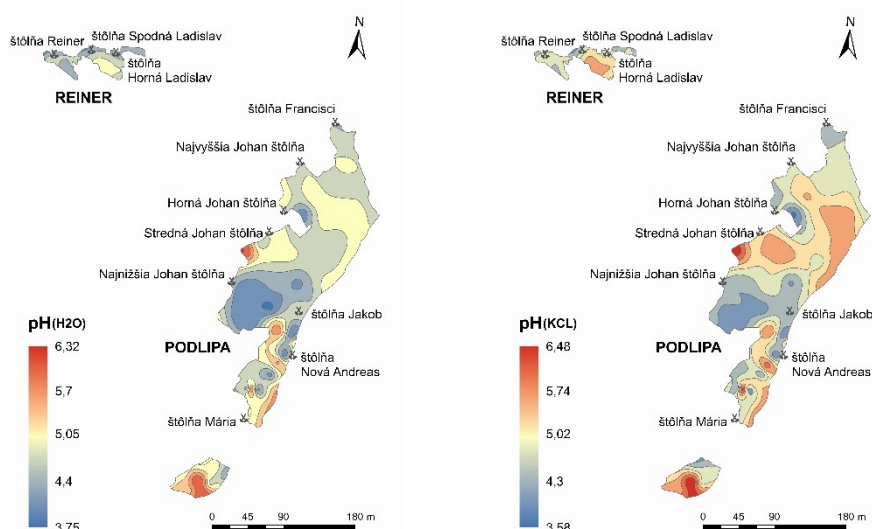 N
štôlňa Spodná Ladislav
štôlňa Reiner
štôlňa
Horná Ladislav
REINER
štôlňa Francisci
Najvyššia Johan štôlňa
Horná Johan štôlňa
Stredná Johan štôlňa
Najnižšia Johan štôlňa
štôlňa Jakob
pH(H2O)
PODLIPA
štôlňa
Nová Andreas
6,32
5,7
5,05
4,4
3,75
štôlňa Mária
0 45 90 180 m
N
štôlňa Spodná Ladislav
štôlňa Reiner
štôlňa
Horná Ladislav
REINER
štôlňa Francisci
Najvyššia Johan štôlňa
Horná Johan štôlňa
Stredná Johan štôlňa
Najnižšia Johan štôlňa
štôlňa Jakob
pH(KCL)
PODLIPA
štôlňa
Nová Andreas
6,48
5,74
5,02
4,3
3,58
štôlňa Mária
0 45 90 180 m